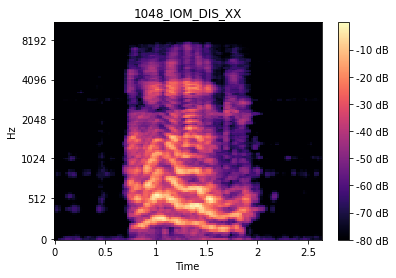 1048_IOM_DIS_XX
8192
4096
2048
1024
512
0
Hz
0
0.5
1
1.5
2
2.5
Time
-10 dB
-20 dB
-30 dB
-40 dB
-50 dB
-60 dB
-70 dB
-80 dB